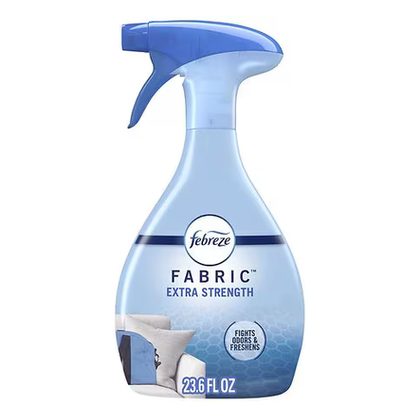 febreze
FABRIC™
EXTRA STRENGTH
FIGHTS
ODORS &
FRESHENS
23.6 FL OZ